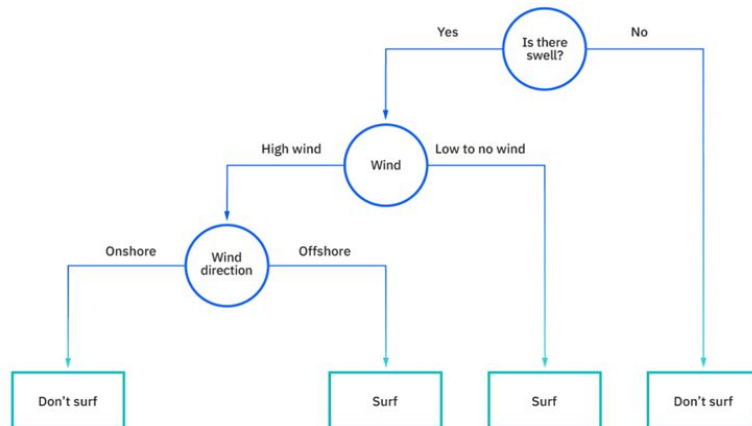 Yes
Is there
swell?
No
High wind
Wind
Low to no wind
Onshore
Wind
direction
Offshore
Don't surf
Surf
Surf
Don't surf